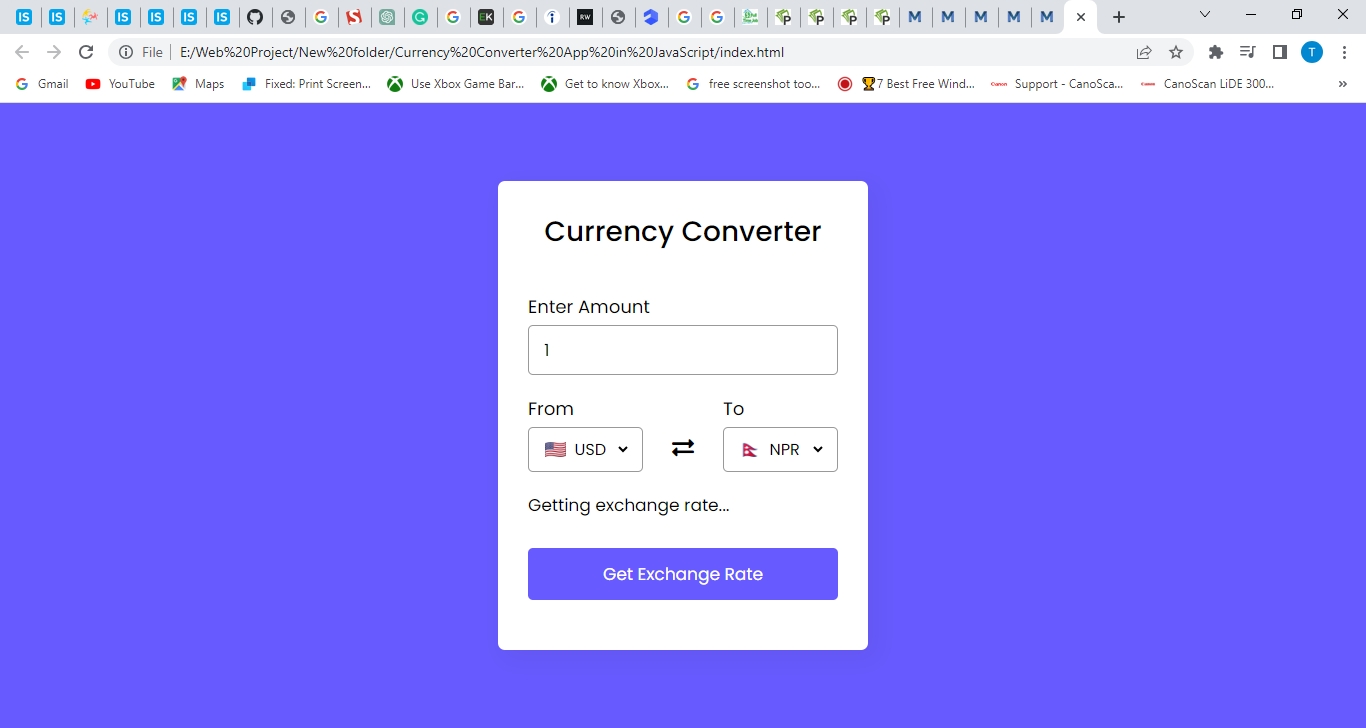 IS IS IS IS IS IS EK i RW P P P P M M M M M
File E:/Web%20Project/New%20folder/Currency%20Converter%20App%20in%20JavaScript/index.html T
Gmail YouTube Maps Fixed: Print Screen... Use Xbox Game Bar... Get to know Xbox... free screenshot too... 7 Best Free Wind... Canon Support - CanoSca... Canon CanoScan LiDE 300... »
Currency Converter
Enter Amount
1
From To
USD NPR
Getting exchange rate...
Get Exchange Rate